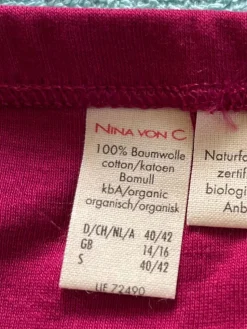 NINA VON C
100% Baumwolle
cotton/katoen
Bomull
kbA/organic
organisch/organisk
D/CH/NL/A 40/42
GB 14/16
S 40/42
UE 72490
Naturfa
zertif
biologi
Anb